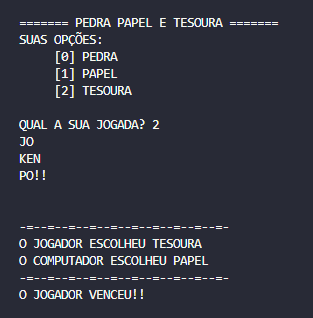 ======= PEDRA PAPEL E TESOURA =======
SUAS OPÇÕES:
[0] PEDRA
[1] PAPEL
[2] TESOURA
QUAL A SUA JOGADA? 2
JO
KEN
PO!!
-=--=--=--=--=--=--=--=--=--=-
O JOGADOR ESCOLHEU TESOURA
O COMPUTADOR ESCOLHEU PAPEL
-=--=--=--=--=--=--=--=--=--=-
O JOGADOR VENCEU!!